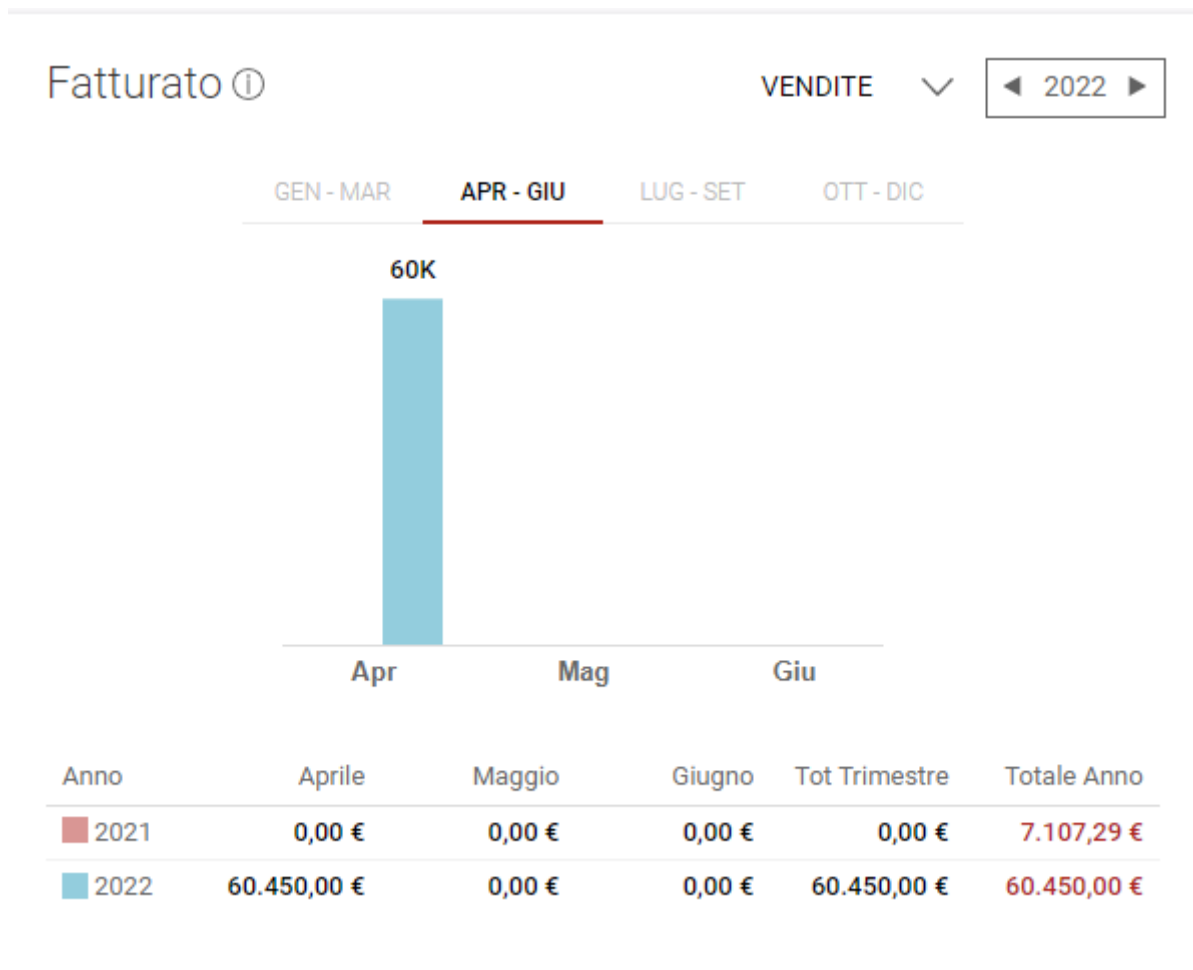 Fatturato ⓘ VENDITE ◀ 2022 ▶
GEN - MAR APR - GIU LUG - SET OTT - DIC
60K
Apr Mag Giu
Anno Aprile Maggio Giugno Tot Trimestre Totale Anno
2021 0,00 € 0,00 € 0,00 € 0,00 € 7.107,29 €
2022 60.450,00 € 0,00 € 0,00 € 60.450,00 € 60.450,00 €